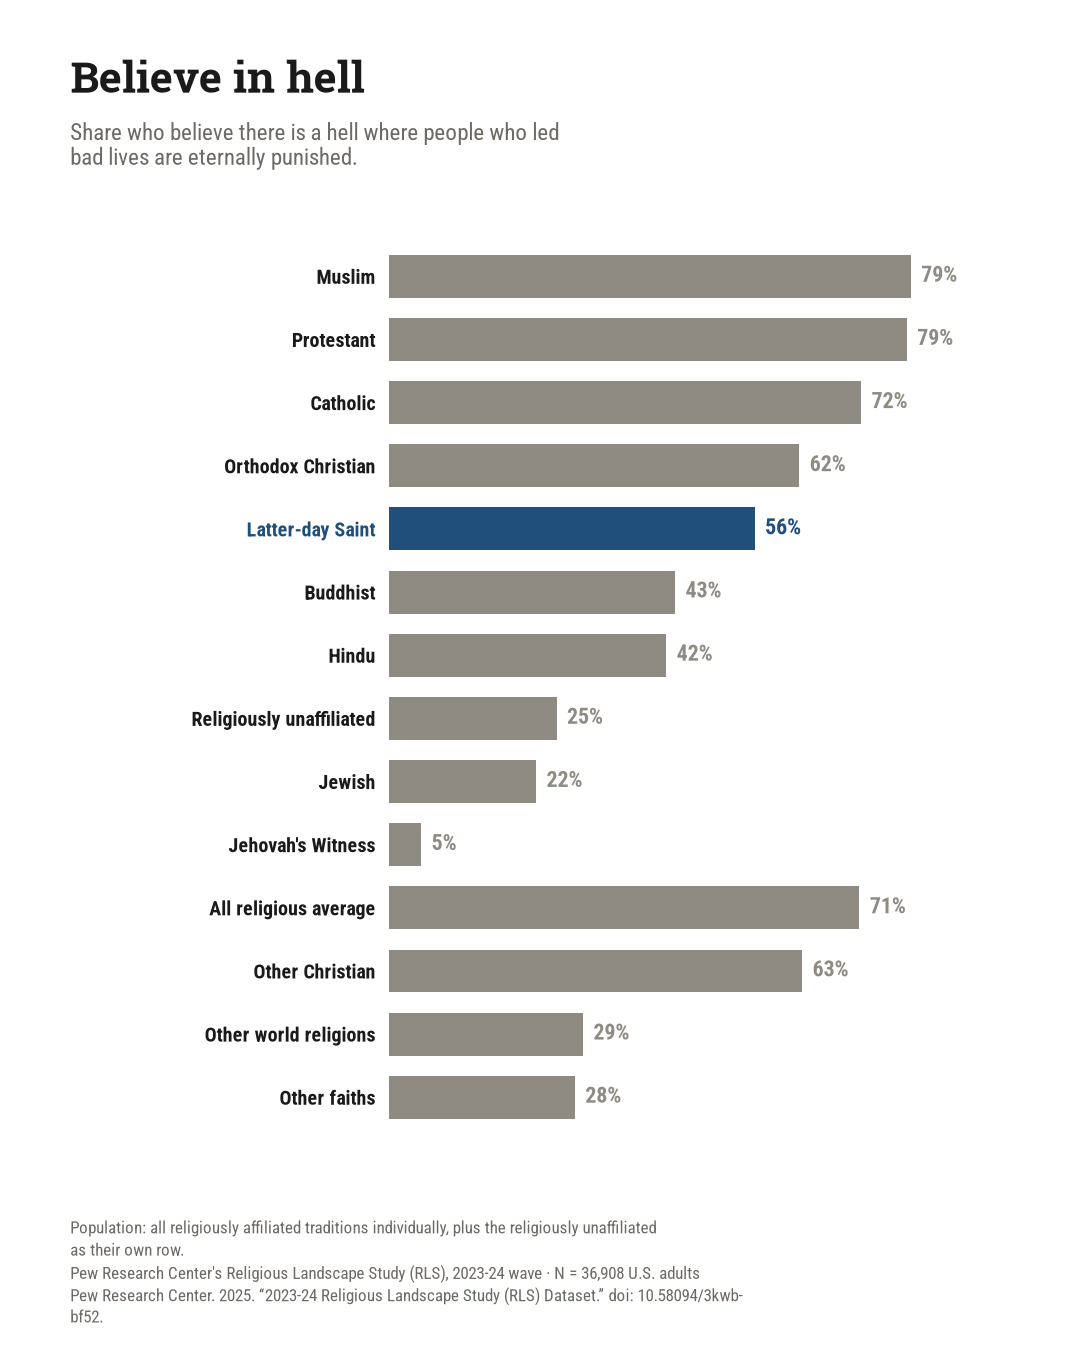 Believe in hell
Share who believe there is a hell where people who led
bad lives are eternally punished.
Muslim 79%
Protestant 79%
Catholic 72%
Orthodox Christian 62%
Latter-day Saint 56%
Buddhist 43%
Hindu 42%
Religiously unaffiliated 25%
Jewish 22%
Jehovah's Witness 5%
All religious average 71%
Other Christian 63%
Other world religions 29%
Other faiths 28%
Population: all religiously affiliated traditions individually, plus the religiously unaffiliated
as their own row.
Pew Research Center's Religious Landscape Study (RLS), 2023-24 wave · N = 36,908 U.S. adults
Pew Research Center. 2025. “2023-24 Religious Landscape Study (RLS) Dataset.” doi: 10.58094/3kwb-
bf52.